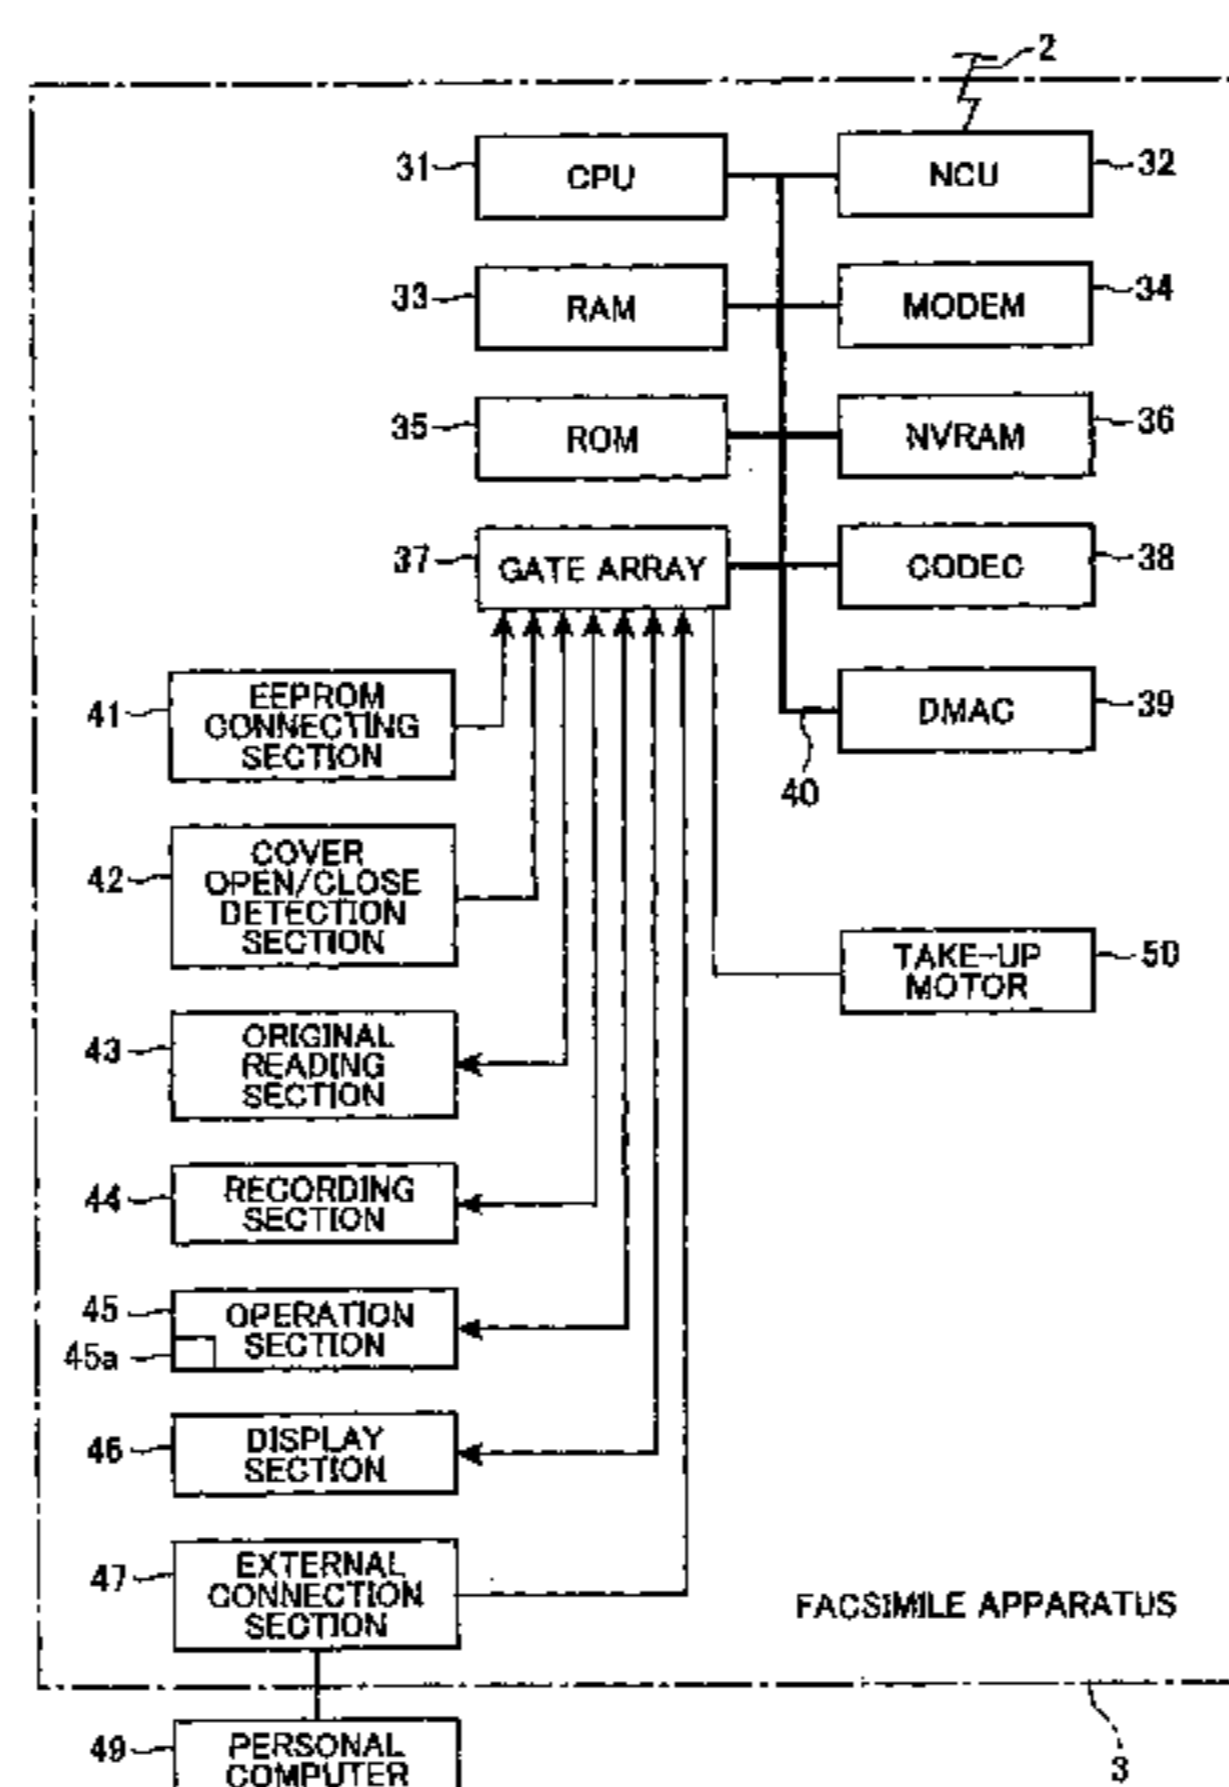 2
31
CPU
NCU
32
33
RAM
MODEM
34
35
ROM
NVRAM
36
37
GATE ARRAY
CODEC
38
41
EEPROM
CONNECTING
SECTION
DMAC
39
40
42
COVER
OPEN/CLOSE
DETECTION
SECTION
TAKE-UP
MOTOR
50
43
ORIGINAL
READING
SECTION
44
RECORDING
SECTION
45
OPERATION
SECTION
45a
46
DISPLAY
SECTION
47
EXTERNAL
CONNECTION
SECTION
FACSIMILE APPARATUS
49
PERSONAL
COMPUTER
3